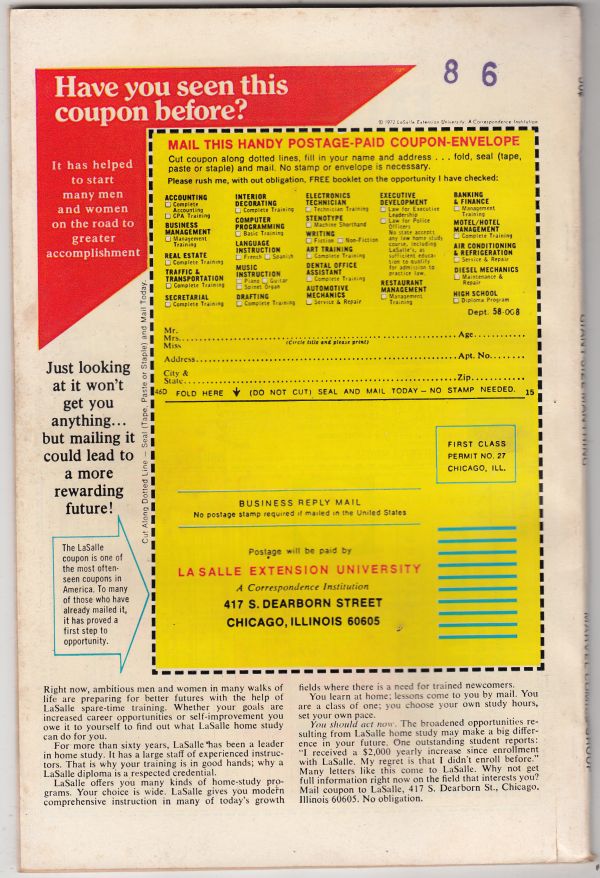 86
Have you seen this
coupon before?
© 1972 LaSalle Extension University, A Correspondence Institution
It has helped
to start
many men
and women
on the road to
greater
accomplishment
MAIL THIS HANDY POSTAGE-PAID COUPON-ENVELOPE
Cut coupon along dotted lines, fill in your name and address . . . fold, seal (tape,
paste or staple) and mail. No stamp or envelope is necessary.
Please rush me, with out obligation, FREE booklet on the opportunity I have checked:
ACCOUNTING
Complete
Accounting
CPA Training
BUSINESS
MANAGEMENT
Management
Training
REAL ESTATE
Complete Training
TRAFFIC &
TRANSPORTATION
Complete Training
SECRETARIAL
Complete Training
INTERIOR
DECORATING
Complete Training
COMPUTER
PROGRAMMING
Basic Training
LANGUAGE
INSTRUCTION
French Spanish
MUSIC
INSTRUCTION
Piano Guitar
Spinet Organ
DRAFTING
Complete Training
ELECTRONICS
TECHNICIAN
Technician Training
STENOTYPE
Machine Shorthand
WRITING
Fiction Non-Fiction
ART TRAINING
Complete Training
DENTAL OFFICE
ASSISTANT
Complete Training
AUTOMOTIVE
MECHANICS
Service & Repair
EXECUTIVE
DEVELOPMENT
Law for Executive
Leadership
Law for Police
Officers
No state accepts
any law home study
course, including
LaSalle's, as
sufficient educa-
tion to qualify
for admission to
practice law.
RESTAURANT
MANAGEMENT
Management
Training
BANKING
& FINANCE
Management
Training
MOTEL/HOTEL
MANAGEMENT
Complete Training
AIR CONDITIONING
& REFRIGERATION
Service & Repair
DIESEL MECHANICS
Maintenance &
Repair
HIGH SCHOOL
Diploma Program
Dept. 58-008
Mr.
Mrs.
Miss
(Circle title and please print)
Age
Address
Apt. No.
City &
State
Zip
46D FOLD HERE (DO NOT CUT) SEAL AND MAIL TODAY — NO STAMP NEEDED. 15
Cut Along Dotted Line — Seal (Tape, Paste or Staple) and Mail Today.
Just looking
at it won't
get you
anything...
but mailing it
could lead to
a more
rewarding
future!
FIRST CLASS
PERMIT NO. 27
CHICAGO, ILL.
BUSINESS REPLY MAIL
No postage stamp required if mailed in the United States
Postage will be paid by
LA SALLE EXTENSION UNIVERSITY
A Correspondence Institution
417 S. DEARBORN STREET
CHICAGO, ILLINOIS 60605
The LaSalle
coupon is one of
the most often-
seen coupons in
America. To many
of those who have
already mailed it,
it has proved a
first step to
opportunity.
Right now, ambitious men and women in many walks of
life are preparing for better futures with the help of
LaSalle spare-time training. Whether your goals are
increased career opportunities or self-improvement you
owe it to yourself to find out what LaSalle home study
can do for you.
For more than sixty years, LaSalle has been a leader
in home study. It has a large staff of experienced instruc-
tors. That is why your training is in good hands; why a
LaSalle diploma is a respected credential.
LaSalle offers you many kinds of home-study pro-
grams. Your choice is wide. LaSalle gives you modern
comprehensive instruction in many of today's growth
fields where there is a need for trained newcomers.
You learn at home; lessons come to you by mail. You
are a class of one; you choose your own study hours,
set your own pace.
You should act now. The broadened opportunities re-
sulting from LaSalle home study may make a big differ-
ence in your future. One outstanding student reports:
"I received a $2,000 yearly increase since enrollment
with LaSalle. My regret is that I didn't enroll before."
Many letters like this come to LaSalle. Why not get
full information right now on the field that interests you?
Mail coupon to LaSalle, 417 S. Dearborn St., Chicago,
Illinois 60605. No obligation.